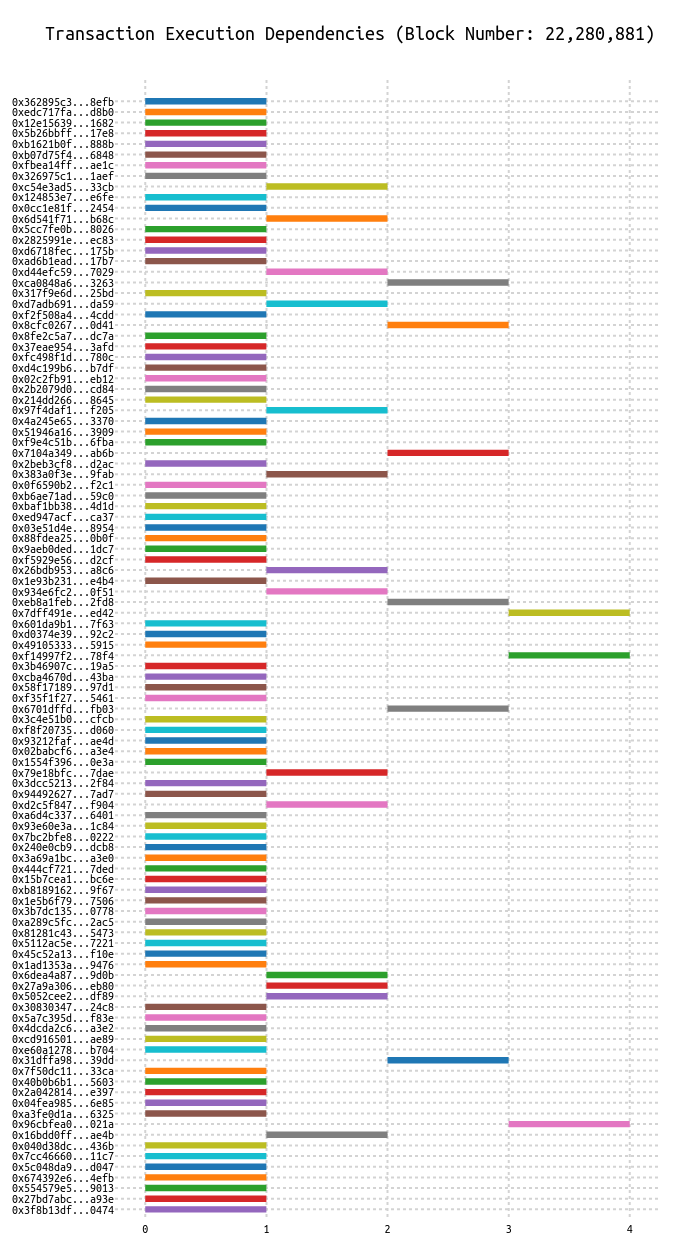 Transaction Execution Dependencies (Block Number: 22,280,881)
0x362895c3...8efb
0xedc717fa...d8b0
0x12e15639...1682
0x5b26bbff...17e8
0xb1621b0f...888b
0xb07d75f4...6848
0xfbea14ff...ae1c
0x326975c1...1aef
0xc54e3ad5...33cb
0x124853e7...e6fe
0x0cc1e81f...2454
0x6d541f71...b68c
0x5cc7fe0b...8026
0x2825991e...ec83
0xd6718fec...175b
0xad6b1ead...17b7
0xd44efc59...7029
0xca0848a6...3263
0x317f9e6d...25bd
0xd7adb691...da59
0xf2f508a4...4cdd
0x8cfc0267...0d41
0x8fe2c5a7...dc7a
0x37eae954...3afd
0xfc498f1d...780c
0xd4c199b6...b7df
0x02c2fb91...eb12
0x2b2079d0...cd84
0x214dd266...8645
0x97f4daf1...f205
0x4a245e65...3370
0x51946a16...3909
0xf9e4c51b...6fba
0x7104a349...ab6b
0x2beb3cf8...d2ac
0x383a0f3e...9fab
0x0f6590b2...f2c1
0xb6ae71ad...59c0
0xbaf1bb38...4d1d
0xed947acf...ca37
0x03e51d4e...8954
0x88fdea25...0b0f
0x9aeb0ded...1dc7
0xf5929e56...d2cf
0x26bdb953...a8c6
0x1e93b231...e4b4
0x934e6fc2...0f51
0xeb8a1feb...2fd8
0x7dff491e...ed42
0x601da9b1...7f63
0xd0374e39...92c2
0x49105333...5915
0xf14997f2...78f4
0x3b46907c...19a5
0xcba4670d...43ba
0x58f17189...97d1
0xf35f1f27...5461
0x6701dffd...fb03
0x3c4e51b0...cfcb
0xf8f20735...d060
0x93212faf...ae4d
0x02babcf6...a3e4
0x1554f396...0e3a
0x79e18bfc...7dae
0x3dcc5213...2f84
0x94492627...7ad7
0xd2c5f847...f904
0xa6d4c337...6401
0x93e60e3a...1c84
0x7bc2bfe8...0222
0x240e0cb9...dcb8
0x3a69a1bc...a3e0
0x444cf721...7ded
0x15b7cea1...bc6e
0xb8189162...9f67
0x1e5b6f79...7506
0x3b7dc135...0778
0xa289c5fc...2ac5
0x81281c43...5473
0x5112ac5e...7221
0x45c52a13...f10e
0x1ad1353a...9476
0x6dea4a87...9d0b
0x27a9a306...eb80
0x5052cee2...df89
0x30830347...24c8
0x5a7c395d...f83e
0x4dcda2c6...a3e2
0xcd916501...ae89
0xe60a1278...b704
0x31dffa98...39dd
0x7f50dc11...33ca
0x40b0b6b1...5603
0x2a042814...e397
0x04fea985...6e85
0xa3fe0d1a...6325
0x96cbfea0...021a
0x16bdd0ff...ae4b
0x040d38dc...436b
0x7cc46660...11c7
0x5c048da9...d047
0x674392e6...4efb
0x554579e5...9013
0x27bd7abc...a93e
0x3f8b13df...0474
0 1 2 3 4